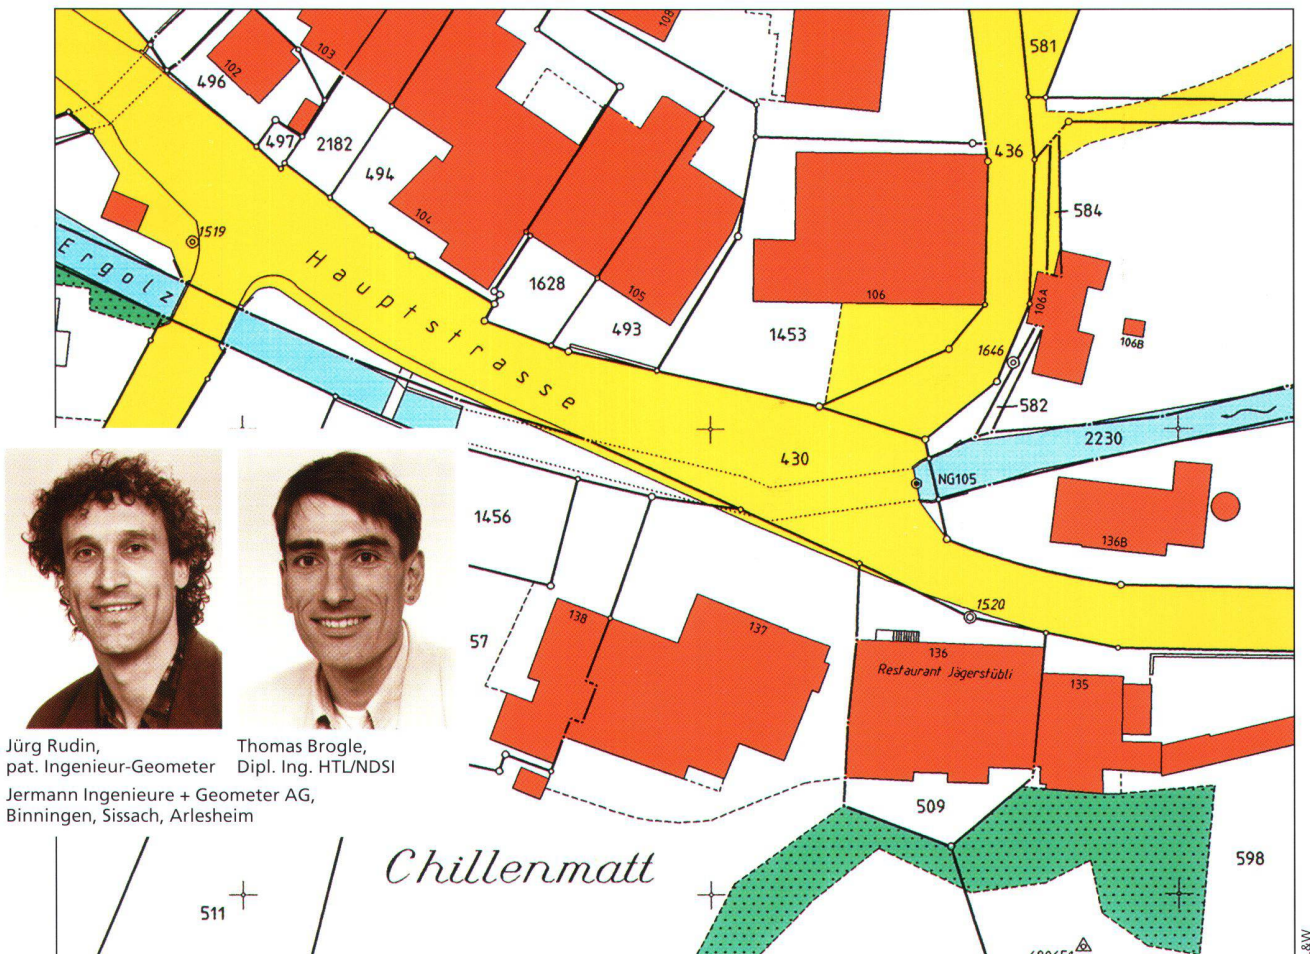 108
581
103
102
496
497
2182
494
436
584
104
1519
Ergolz
Hauptstrasse
1628
105
493
1453
106
106A
106B
1646
582
2230
430
NG105
1456
136B
1520
57
138
137
136
Restaurant Jägerstübli
135
Jürg Rudin,
pat. Ingenieur-Geometer
Thomas Brogle,
Dipl. Ing. HTL/NDSI
Jermann Ingenieure + Geometer AG,
Binningen, Sissach, Arlesheim
509
Chillenmatt
598
511